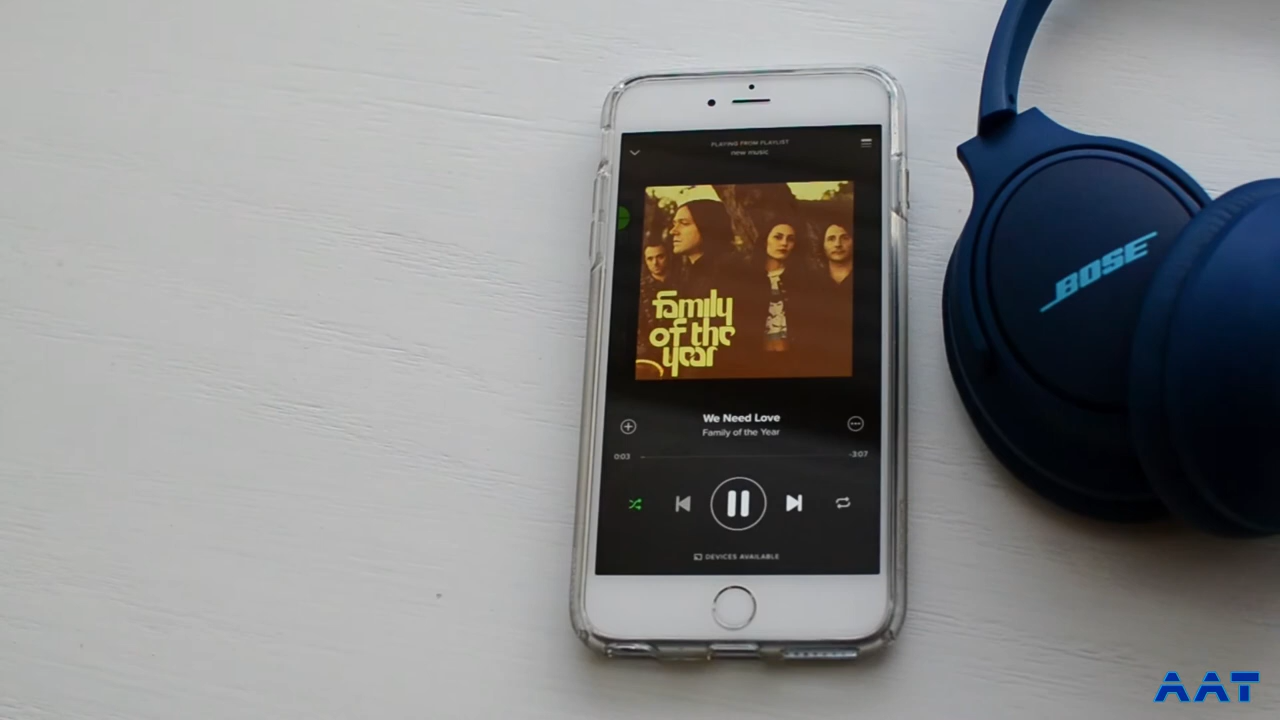 PLAYING FROM PLAYLIST
new music
family
of the
year
We Need Love
Family of the Year
0:03
-3:07
DEVICES AVAILABLE
BOSE
AAT